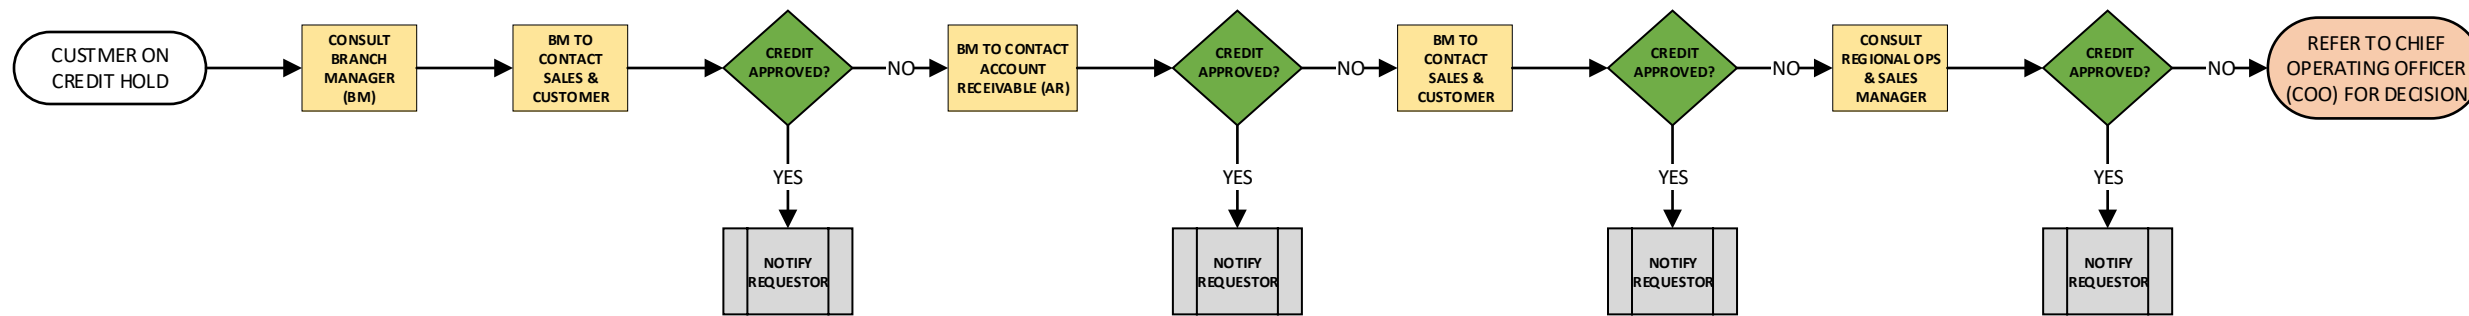 CUSTMER ON
CREDIT HOLD
CONSULT
BRANCH
MANAGER
(BM)
BM TO
CONTACT
SALES &
CUSTOMER
CREDIT
APPROVED?
NO
BM TO CONTACT
ACCOUNT
RECEIVABLE (AR)
CREDIT
APPROVED?
NO
BM TO
CONTACT
SALES &
CUSTOMER
CREDIT
APPROVED?
NO
CONSULT
REGIONAL OPS
& SALES
MANAGER
CREDIT
APPROVED?
NO
REFER TO CHIEF
OPERATING OFFICER
(COO) FOR DECISION
YES
YES
YES
YES
NOTIFY
REQUESTOR
NOTIFY
REQUESTOR
NOTIFY
REQUESTOR
NOTIFY
REQUESTOR